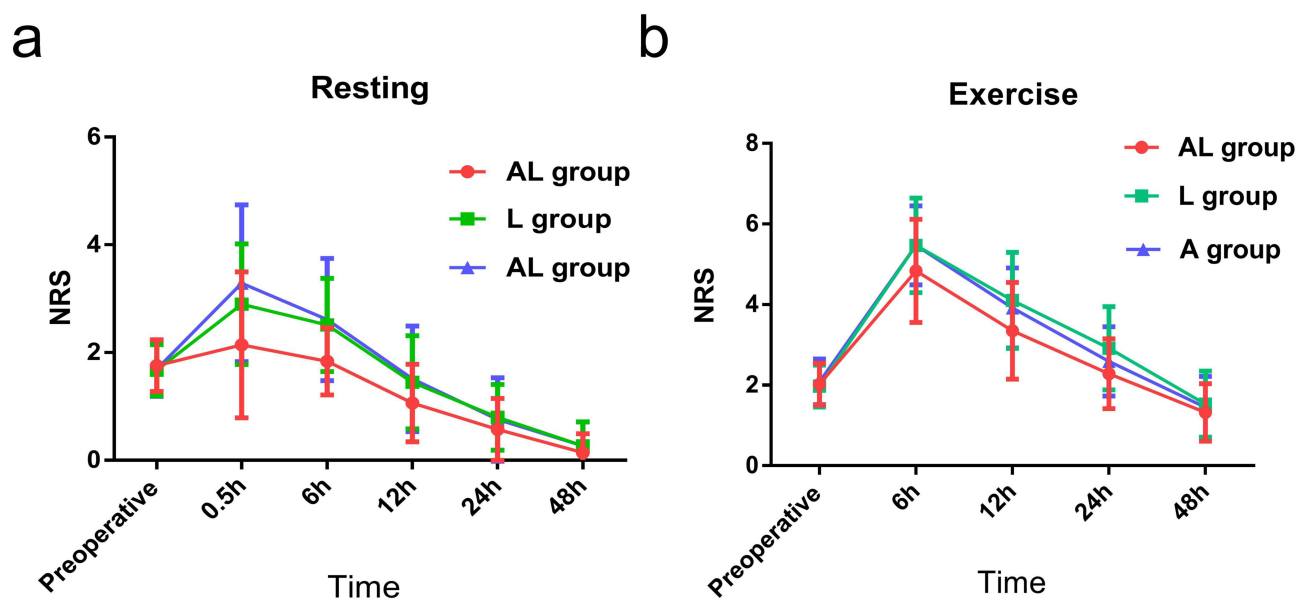 a
Resting
6
4
2
0
NRS
AL group
L group
AL group
Preoperative
0.5h
6h
12h
24h
48h
Time
b
Exercise
8
6
4
2
0
NRS
AL group
L group
A group
Preoperative
6h
12h
24h
48h
Time